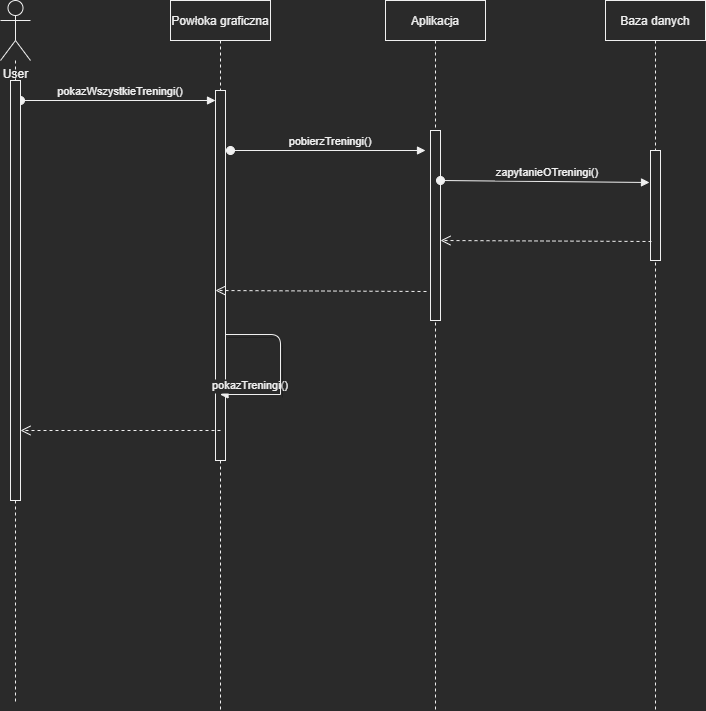 Powłoka graficzna
Aplikacja
Baza danych
User
pokazWszystkieTreningi()
pobierzTreningi()
zapytanieOTreningi()
pokazTreningi()